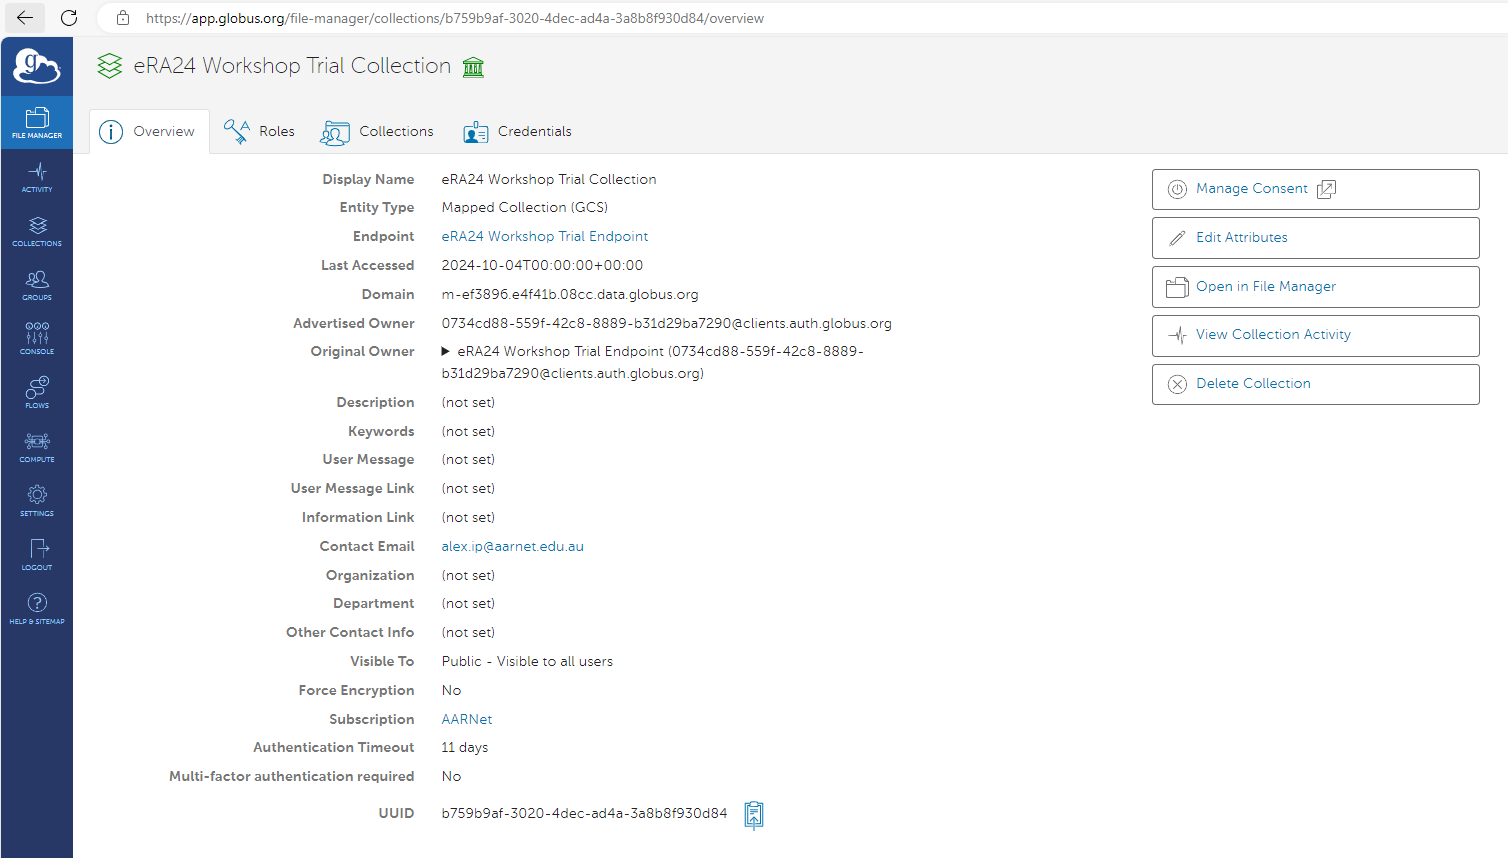 https://app.globus.org/file-manager/collections/b759b9af-3020-4dec-ad4a-3a8b8f930d84/overview
g
eRA24 Workshop Trial Collection
FILE MANAGER
ACTIVITY
COLLECTIONS
GROUPS
CONSOLE
FLOWS
COMPUTE
SETTINGS
LOGOUT
HELP & SITEMAP
Overview Roles Collections Credentials
Display Name eRA24 Workshop Trial Collection
Entity Type Mapped Collection (GCS)
Endpoint eRA24 Workshop Trial Endpoint
Last Accessed 2024-10-04T00:00:00+00:00
Domain m-ef3896.e4f41b.08cc.data.globus.org
Advertised Owner 0734cd88-559f-42c8-8889-b31d29ba7290@clients.auth.globus.org
Original Owner eRA24 Workshop Trial Endpoint (0734cd88-559f-42c8-8889-
b31d29ba7290@clients.auth.globus.org)
Description (not set)
Keywords (not set)
User Message (not set)
User Message Link (not set)
Information Link (not set)
Contact Email alex.ip@aarnet.edu.au
Organization (not set)
Department (not set)
Other Contact Info (not set)
Visible To Public - Visible to all users
Force Encryption No
Subscription AARNet
Authentication Timeout 11 days
Multi-factor authentication required No
UUID b759b9af-3020-4dec-ad4a-3a8b8f930d84
Manage Consent
Edit Attributes
Open in File Manager
View Collection Activity
Delete Collection